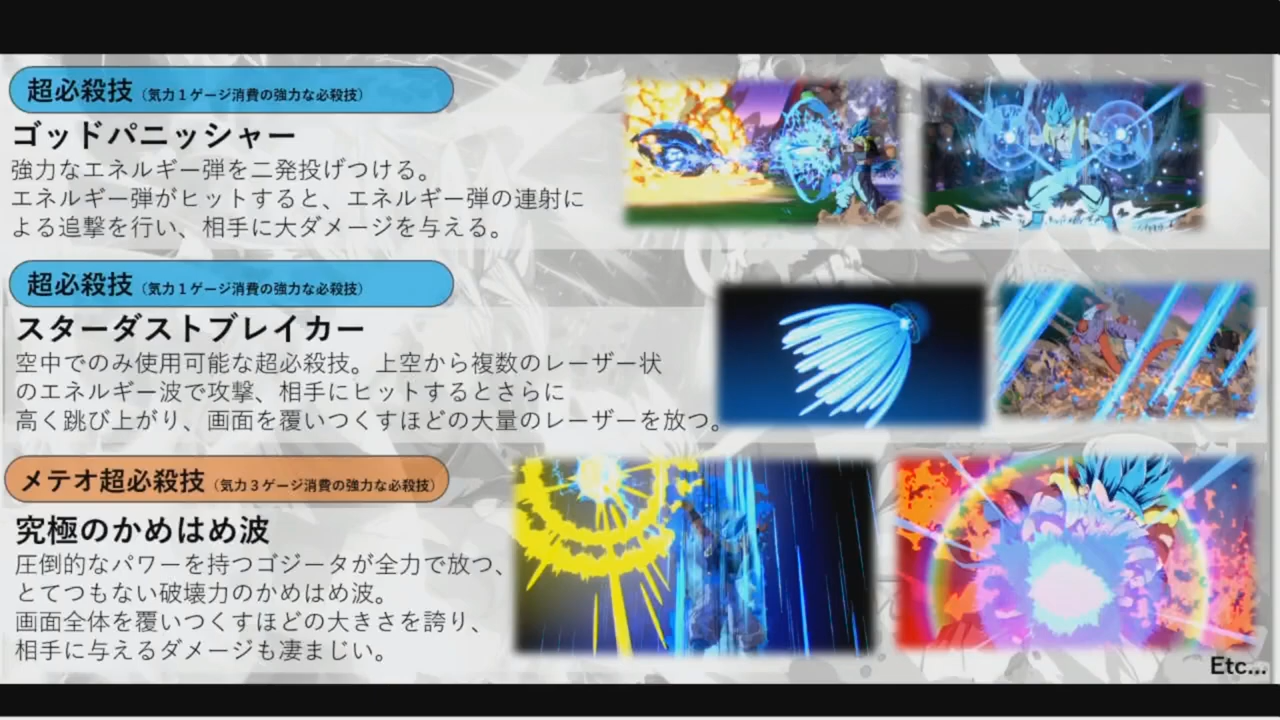 超必殺技（気力１ゲージ消費の強力な必殺技）
ゴッドパニッシャー
強力なエネルギー弾を二発投げつける。
エネルギー弾がヒットすると、エネルギー弾の連射に
よる追撃を行い、相手に大ダメージを与える。
超必殺技（気力１ゲージ消費の強力な必殺技）
スターダストブレイカー
空中でのみ使用可能な超必殺技。上空から複数のレーザー状
のエネルギー波で攻撃、相手にヒットするとさらに
高く跳び上がり、画面を覆いつくすほどの大量のレーザーを放つ。
メテオ超必殺技（気力３ゲージ消費の強力な必殺技）
究極のかめはめ波
圧倒的なパワーを持つゴジータが全力で放つ、
とてつもない破壊力のかめはめ波。
画面全体を覆いつくすほどの大きさを誇り、
相手に与えるダメージも凄まじい。
Etc...